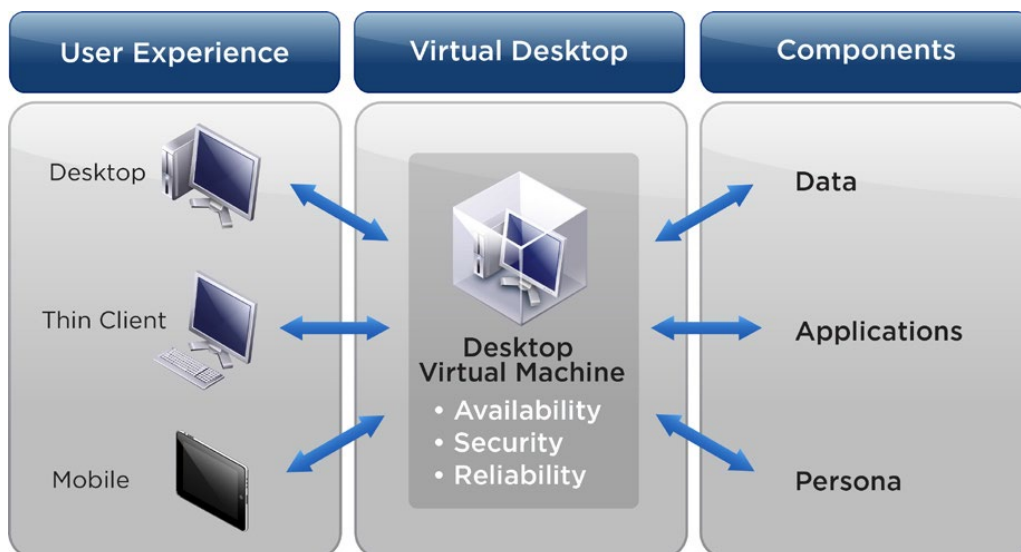 User Experience
Virtual Desktop
Components
Desktop
Thin Client
Mobile
Desktop
Virtual Machine
• Availability
• Security
• Reliability
Data
Applications
Persona